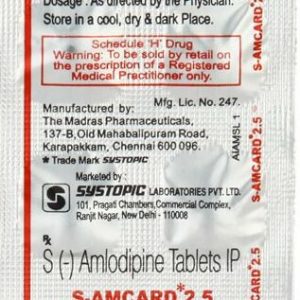 Dosage : As directed by the Physician.
Store in a cool, dry & dark Place.
Schedule 'H' Drug
Warning: To be sold by retail on
the prescription of a Registered
Medical Practitioner only.
Mfg. Lic. No. 247.
Manufactured by:
The Madras Pharmaceuticals,
137-B,Old Mahabalipuram Road,
Karapakkam, Chennai 600 096.
* Trade Mark SYSTOPIC
Marketed by :
S SYSTOPIC LABORATORIES PVT. LTD.
101, Pragati Chambers,Commercial Complex,
Ranjit Nagar, New Delhi - 110008
Rx
S (-) Amlodipine Tablets IP
S-AMCARD* 2.5
AIAMSL 1
S-AMCARD* 2.5
2.5